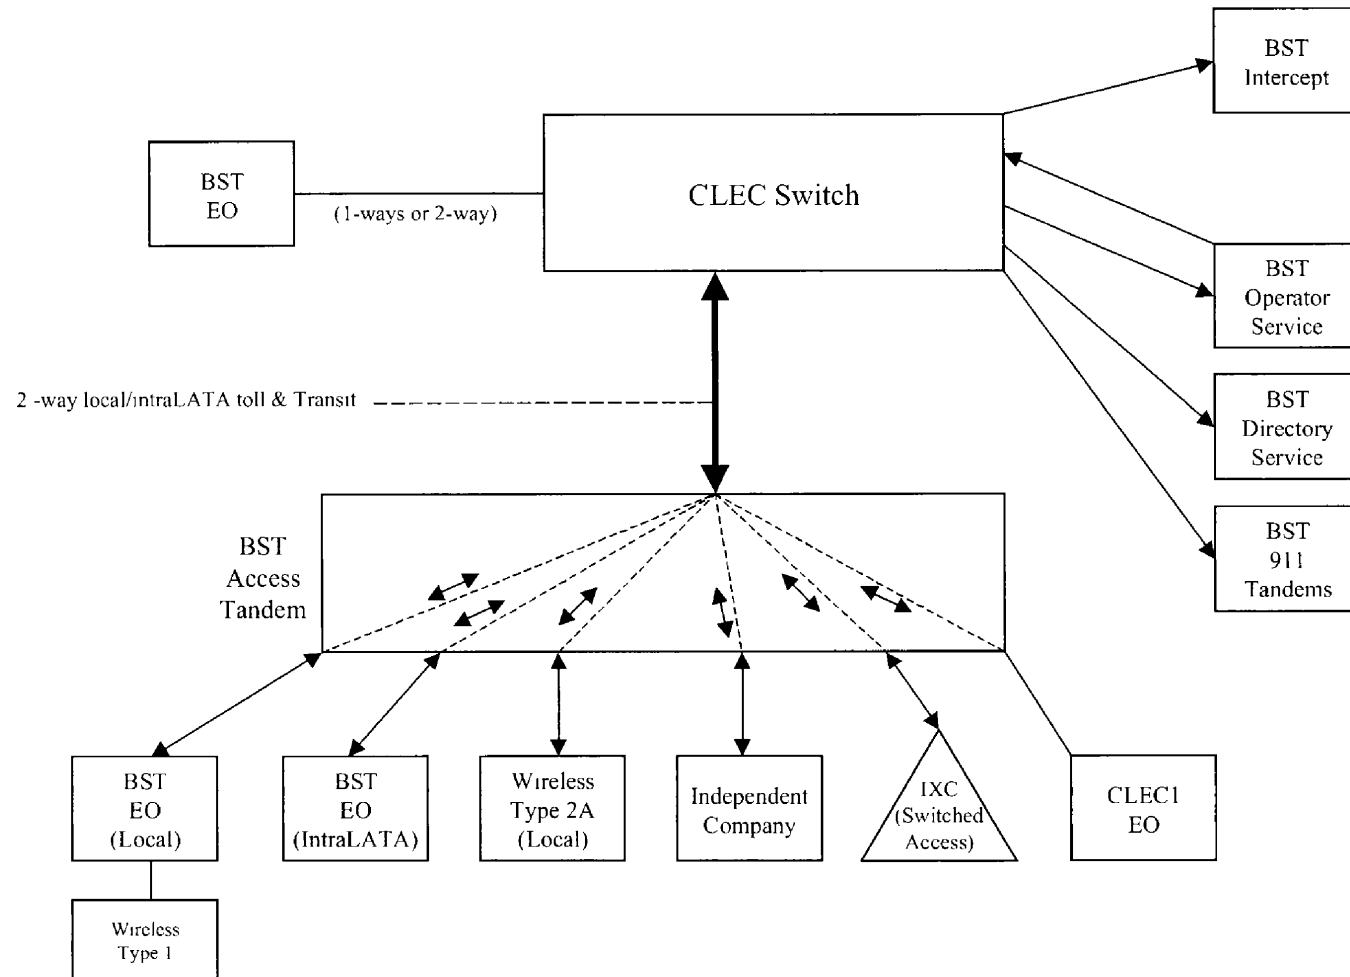 BST
Intercept
CLEC Switch
BST
EO
(1-ways or 2-way)
BST
Operator
Service
2 -way local/intraLATA toll & Transit
BST
Directory
Service
BST
911
Tandems
BST
Access
Tandem
BST
EO
(Local)
BST
EO
(IntraLATA)
Wireless
Type 2A
(Local)
Independent
Company
IXC
(Switched
Access)
CLEC1
EO
Wireless
Type 1